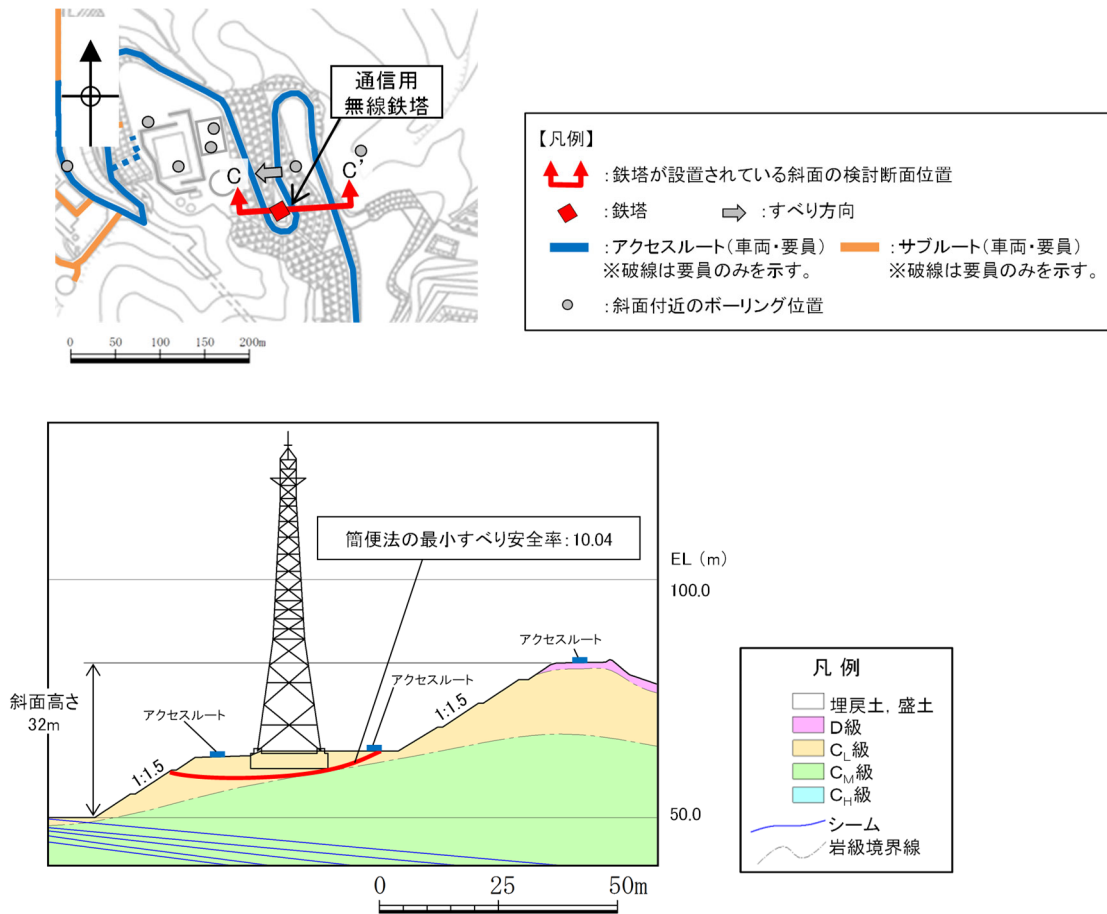 通信用
無線鉄塔
C
C'
0 50 100 150 200m
【凡例】
:鉄塔が設置されている斜面の検討断面位置
:鉄塔
:すべり方向
:アクセスルート(車両・要員)
※破線は要員のみを示す。
:サブルート(車両・要員)
※破線は要員のみを示す。
:斜面付近のボーリング位置
簡便法の最小すべり安全率:10.04
EL (m)
100.0
アクセスルート
斜面高さ
32m
アクセスルート
アクセスルート
1:1.5
1:1.5
50.0
0 25 50m
凡 例
埋戻土, 盛土
D級
CL級
CM級
CH級
シーム
岩級境界線